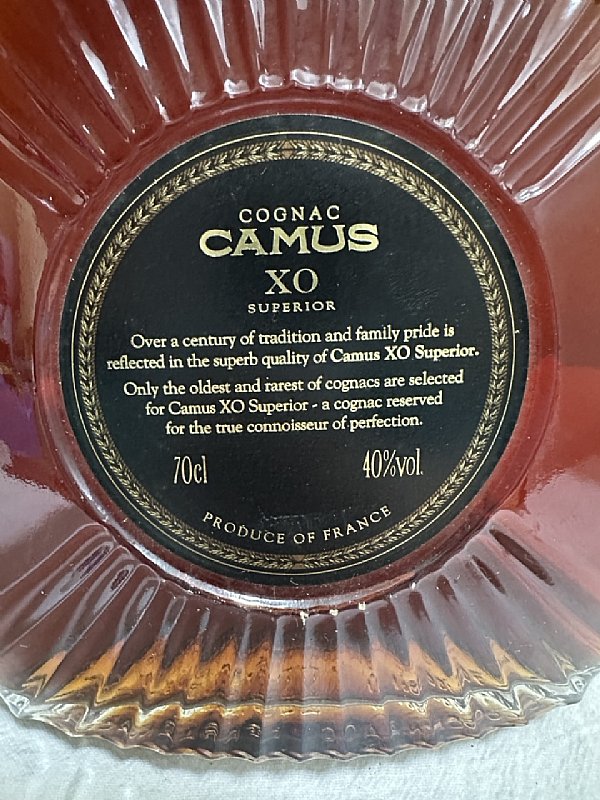 COGNAC
CAMUS
XO
SUPERIOR
Over a century of tradition and family pride is
reflected in the superb quality of Camus XO Superior.
Only the oldest and rarest of cognacs are selected
for Camus XO Superior - a cognac reserved
for the true connoisseur of perfection.
70cl 40%vol.
PRODUCE OF FRANCE